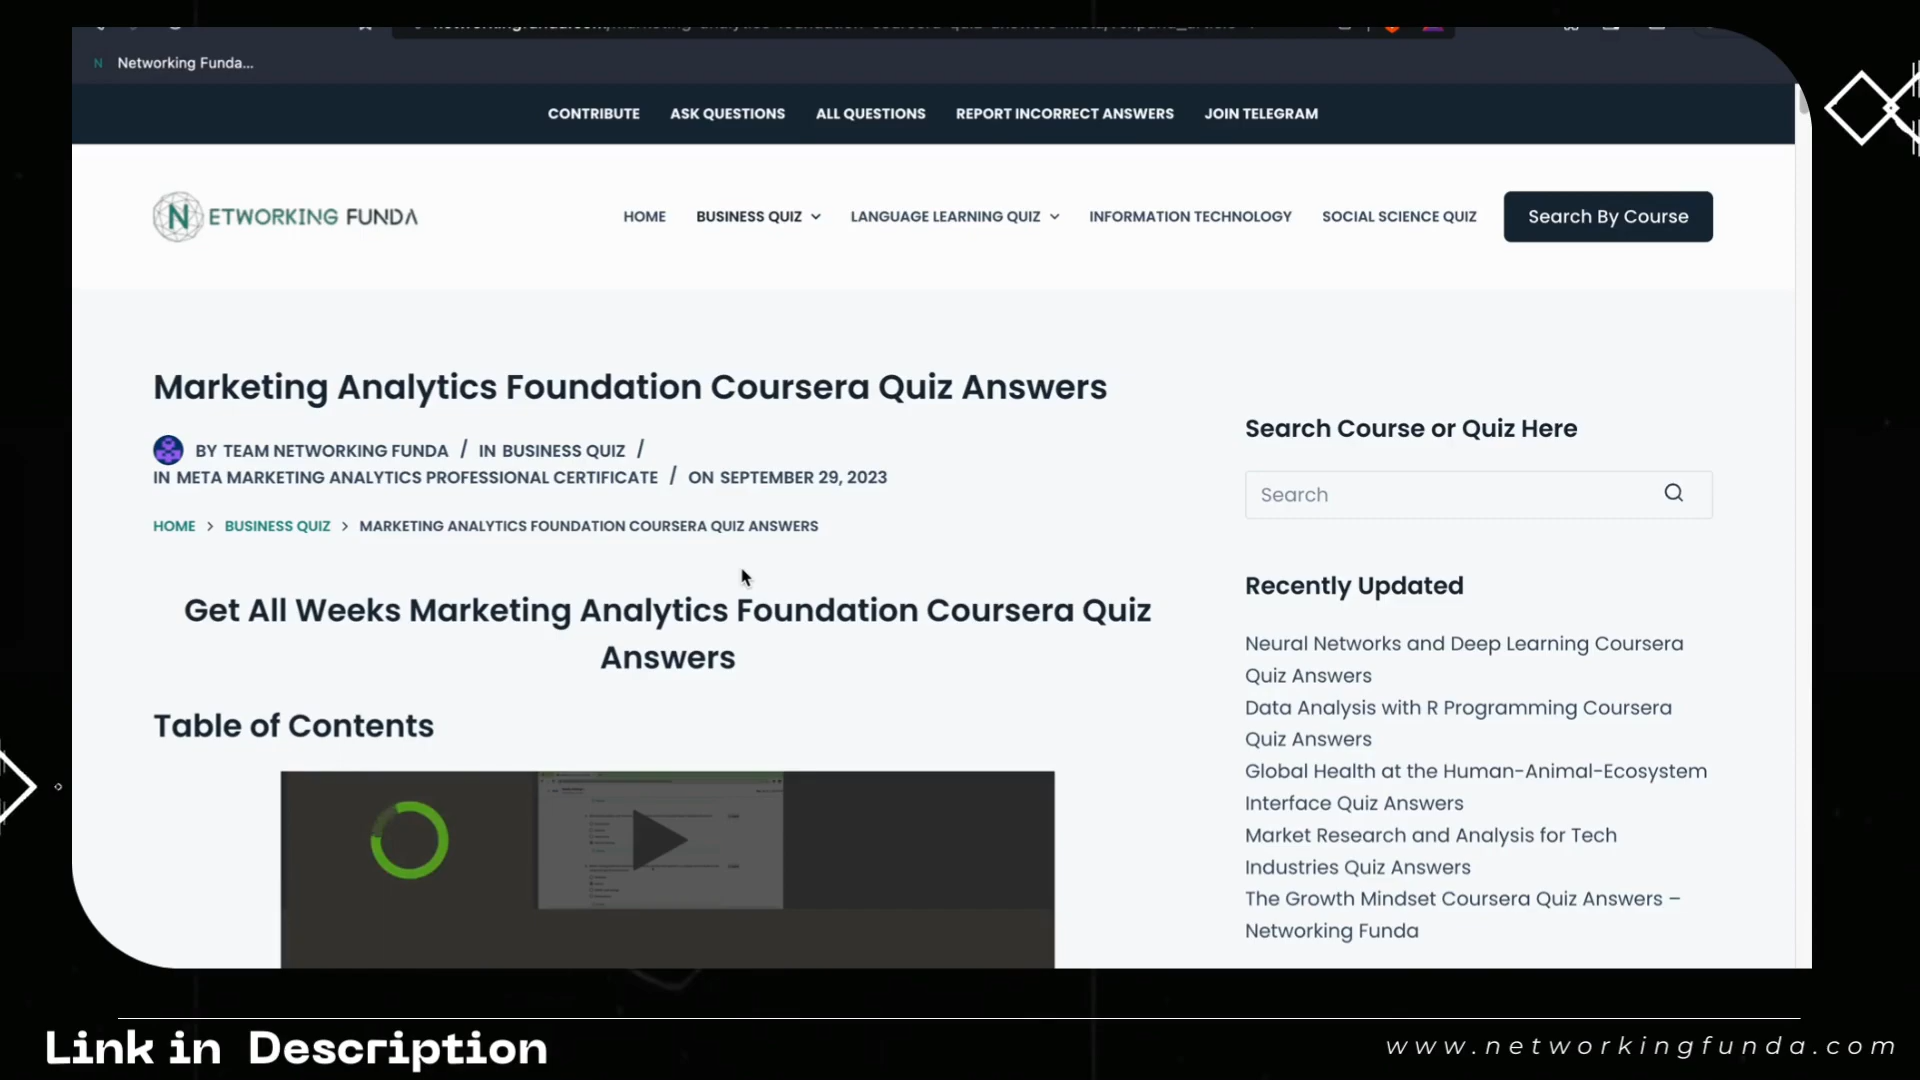 Networking Funda...
CONTRIBUTE ASK QUESTIONS ALL QUESTIONS REPORT INCORRECT ANSWERS JOIN TELEGRAM
NETWORKING FUNDA
HOME BUSINESS QUIZ LANGUAGE LEARNING QUIZ INFORMATION TECHNOLOGY SOCIAL SCIENCE QUIZ Search By Course
Marketing Analytics Foundation Coursera Quiz Answers
BY TEAM NETWORKING FUNDA / IN BUSINESS QUIZ /
IN META MARKETING ANALYTICS PROFESSIONAL CERTIFICATE / ON SEPTEMBER 29, 2023
HOME > BUSINESS QUIZ > MARKETING ANALYTICS FOUNDATION COURSERA QUIZ ANSWERS
Get All Weeks Marketing Analytics Foundation Coursera Quiz
Answers
Table of Contents
Search Course or Quiz Here
Search
Recently Updated
Neural Networks and Deep Learning Coursera
Quiz Answers
Data Analysis with R Programming Coursera
Quiz Answers
Global Health at the Human-Animal-Ecosystem
Interface Quiz Answers
Market Research and Analysis for Tech
Industries Quiz Answers
The Growth Mindset Coursera Quiz Answers –
Networking Funda
Link in Description
www.networkingfunda.com